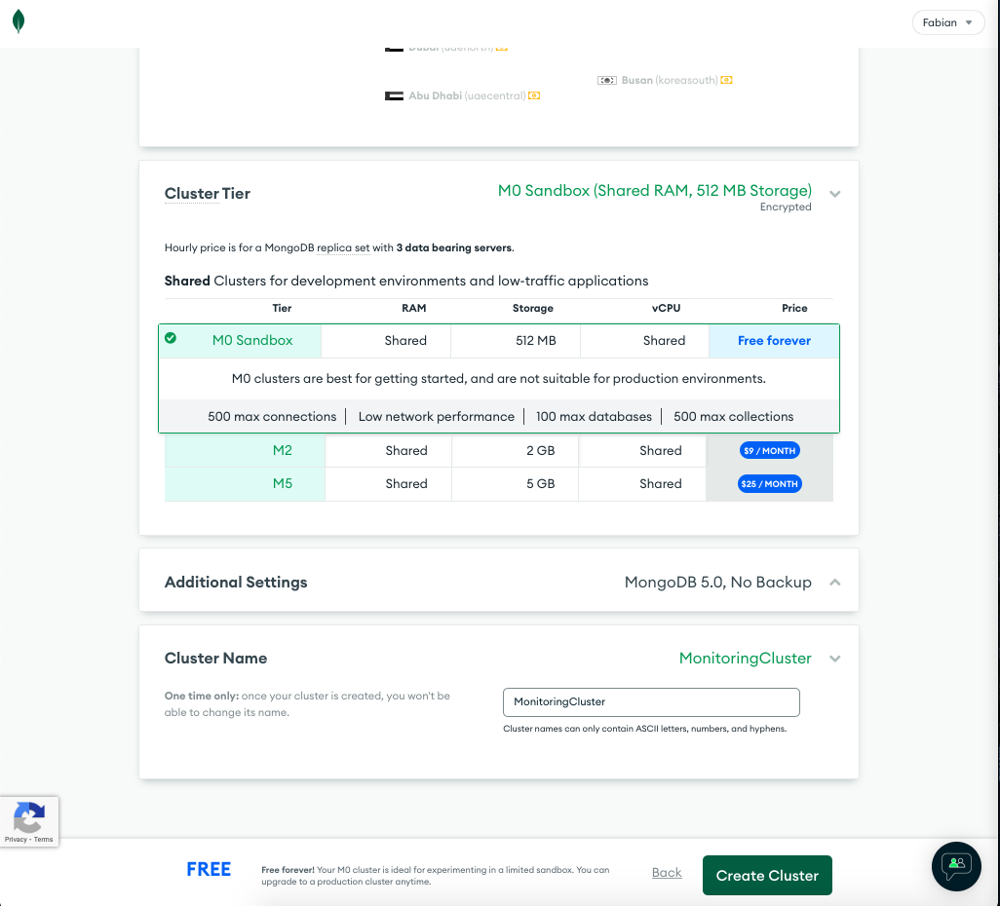 Fabian
Dubai (uaenorth)
Busan (koreasouth)
Abu Dhabi (uaecentral)
Cluster Tier
M0 Sandbox (Shared RAM, 512 MB Storage)
Encrypted
Hourly price is for a MongoDB replica set with 3 data bearing servers.
Shared Clusters for development environments and low-traffic applications
Tier RAM Storage vCPU Price
M0 Sandbox Shared 512 MB Shared Free forever
M0 clusters are best for getting started, and are not suitable for production environments.
500 max connections Low network performance 100 max databases 500 max collections
M2 Shared 2 GB Shared $9 / MONTH
M5 Shared 5 GB Shared $25 / MONTH
Additional Settings MongoDB 5.0, No Backup
Cluster Name MonitoringCluster
One time only: once your cluster is created, you won't be
able to change its name.
MonitoringCluster
Cluster names can only contain ASCII letters, numbers, and hyphens.
Privacy - Terms
FREE
Free forever! Your M0 cluster is ideal for experimenting in a limited sandbox. You can
upgrade to a production cluster anytime.
Back
Create Cluster